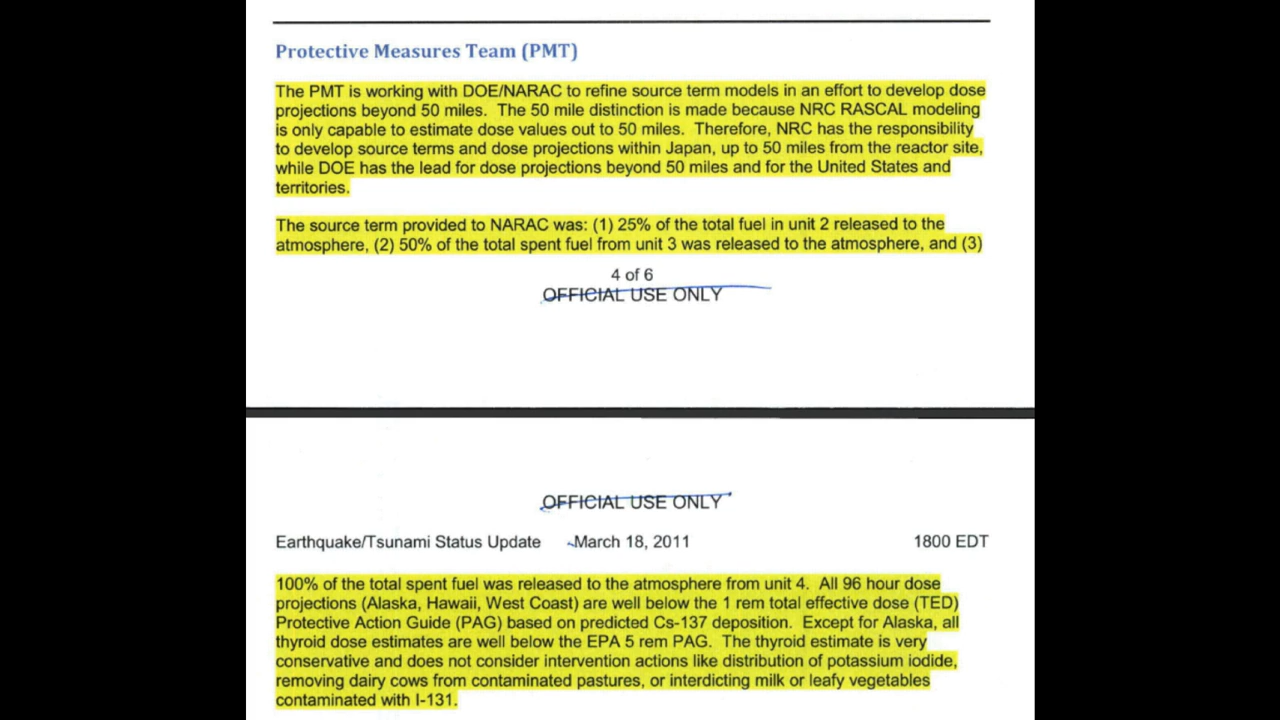 Protective Measures Team (PMT)
The PMT is working with DOE/NARAC to refine source term models in an effort to develop dose
projections beyond 50 miles.  The 50 mile distinction is made because NRC RASCAL modeling
is only capable to estimate dose values out to 50 miles.  Therefore, NRC has the responsibility
to develop source terms and dose projections within Japan, up to 50 miles from the reactor site,
while DOE has the lead for dose projections beyond 50 miles and for the United States and
territories.
The source term provided to NARAC was: (1) 25% of the total fuel in unit 2 released to the
atmosphere, (2) 50% of the total spent fuel from unit 3 was released to the atmosphere, and (3)
4 of 6
OFFICIAL USE ONLY
OFFICIAL USE ONLY
Earthquake/Tsunami Status Update March 18, 2011 1800 EDT
100% of the total spent fuel was released to the atmosphere from unit 4.  All 96 hour dose
projections (Alaska, Hawaii, West Coast) are well below the 1 rem total effective dose (TED)
Protective Action Guide (PAG) based on predicted Cs-137 deposition.  Except for Alaska, all
thyroid dose estimates are well below the EPA 5 rem PAG.  The thyroid estimate is very
conservative and does not consider intervention actions like distribution of potassium iodide,
removing dairy cows from contaminated pastures, or interdicting milk or leafy vegetables
contaminated with I-131.